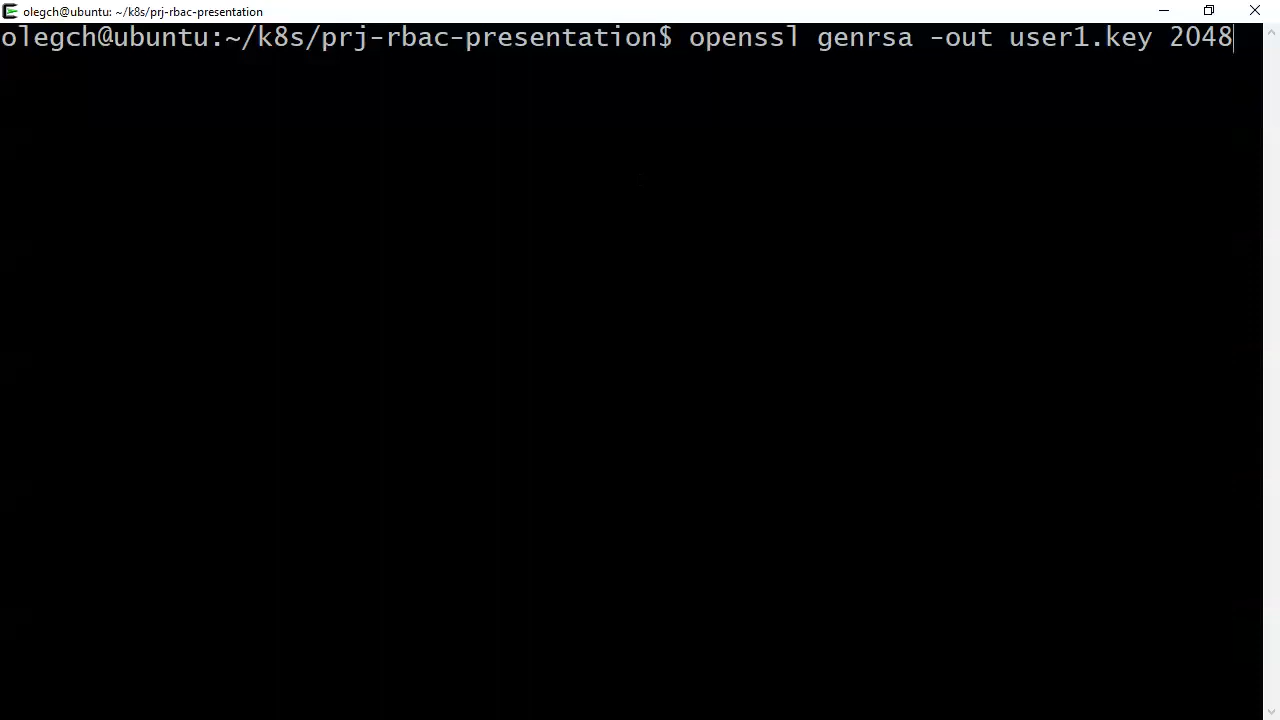 olegch@ubuntu: ~/k8s/prj-rbac-presentation
olegch@ubuntu:~/k8s/prj-rbac-presentation$ openssl genrsa -out user1.key 2048